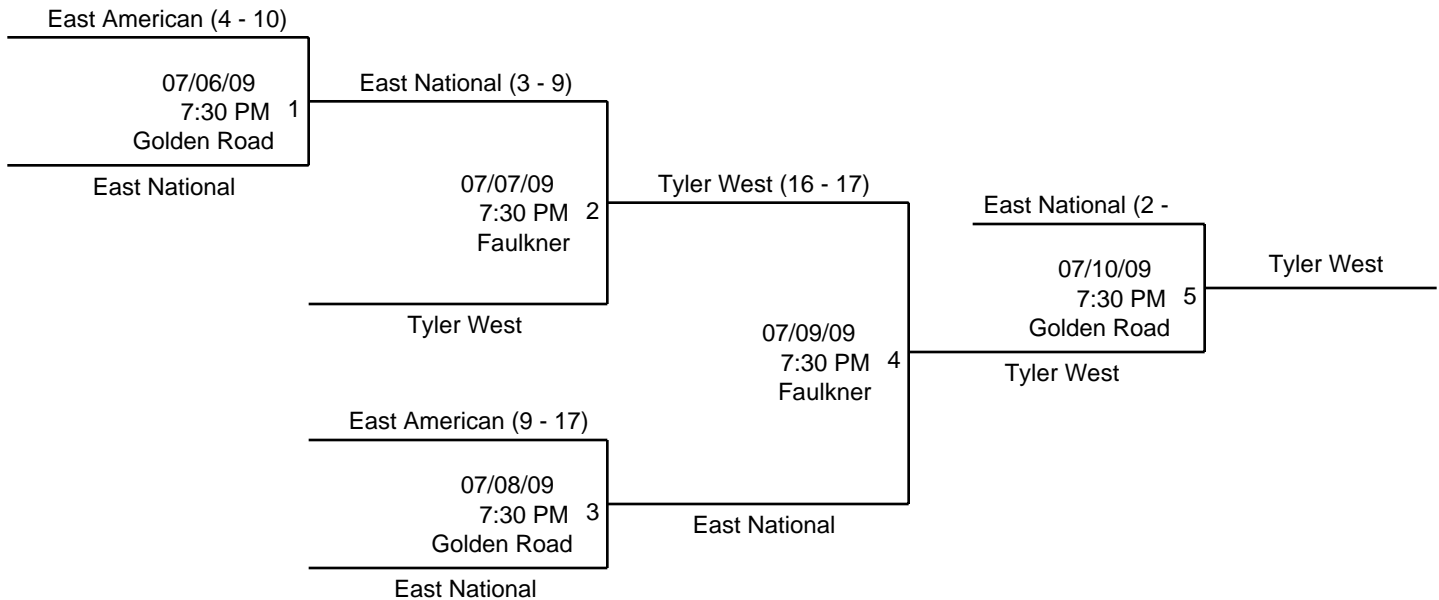 East American (4 - 10)
07/06/09
7:30 PM 1
Golden Road
East National
East National (3 - 9)
07/07/09
7:30 PM 2
Faulkner
Tyler West
Tyler West (16 - 17)
07/09/09
7:30 PM 4
Faulkner
East American (9 - 17)
07/08/09
7:30 PM 3
Golden Road
East National
East National
East National (2 -
07/10/09
7:30 PM 5
Golden Road
Tyler West
Tyler West